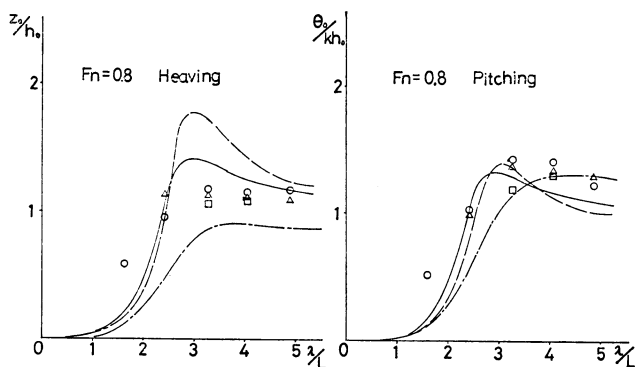 Z₀/h₀
2
1
Fn=0.8 Heaving
0 1 2 3 4 5 λ/L
θ₀/kh₀
2
1
Fn=0.8 Pitching
0 1 2 3 4 5 λ/L